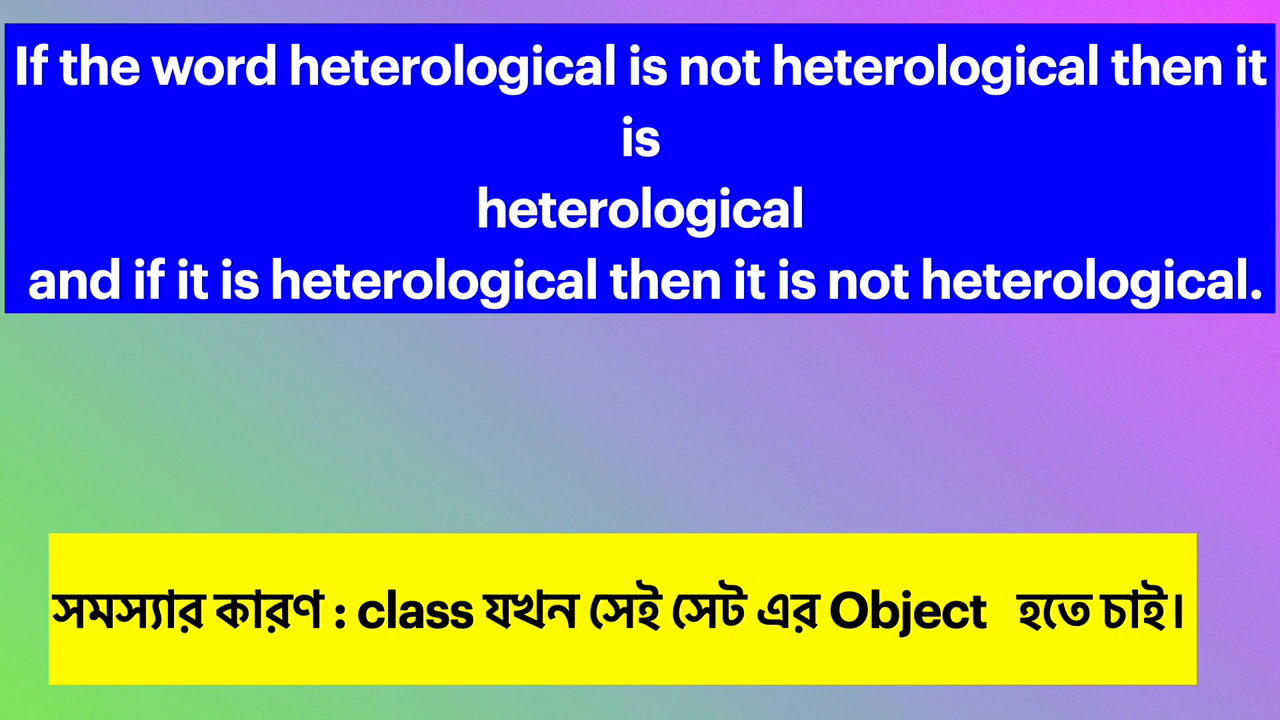 If the word heterological is not heterological then it
is
heterological
and if it is heterological then it is not heterological.
সমস্যার কারণ : class যখন সেই সেট এর Object হতে চাই।